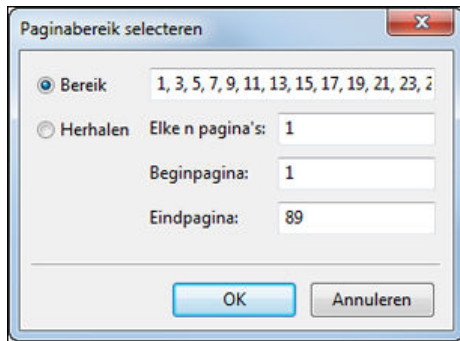 Paginabereik selecteren
Bereik 1, 3, 5, 7, 9, 11, 13, 15, 17, 19, 21, 23, 2
Herhalen Elke n pagina's: 1
Beginpagina: 1
Eindpagina: 89
OK Annuleren